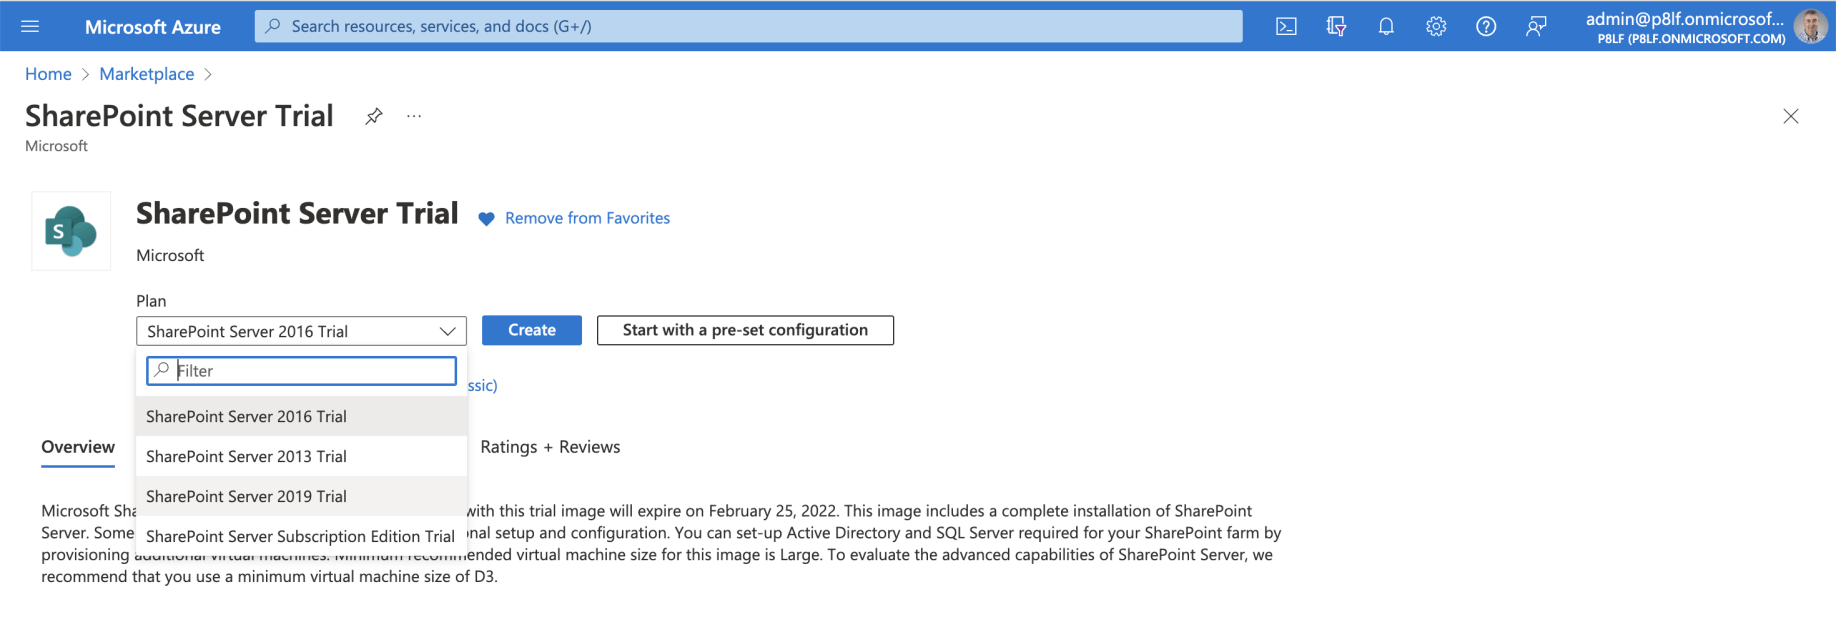 Microsoft Azure
Search resources, services, and docs (G+/)
admin@p8lf.onmicrosof...
P8LF (P8LF.ONMICROSOFT.COM)
Home > Marketplace >
SharePoint Server Trial ...
Microsoft
S
SharePoint Server Trial
Remove from Favorites
Microsoft
Plan
SharePoint Server 2016 Trial
Create
Start with a pre-set configuration
Filter
ssic)
SharePoint Server 2016 Trial
SharePoint Server 2013 Trial
SharePoint Server 2019 Trial
SharePoint Server Subscription Edition Trial
Overview
Ratings + Reviews
Microsoft Sha with this trial image will expire on February 25, 2022. This image includes a complete installation of SharePoint
Server. Some nal setup and configuration. You can set-up Active Directory and SQL Server required for your SharePoint farm by
provisioning additional virtual machines. Minimum recommended virtual machine size for this image is Large. To evaluate the advanced capabilities of SharePoint Server, we
recommend that you use a minimum virtual machine size of D3.